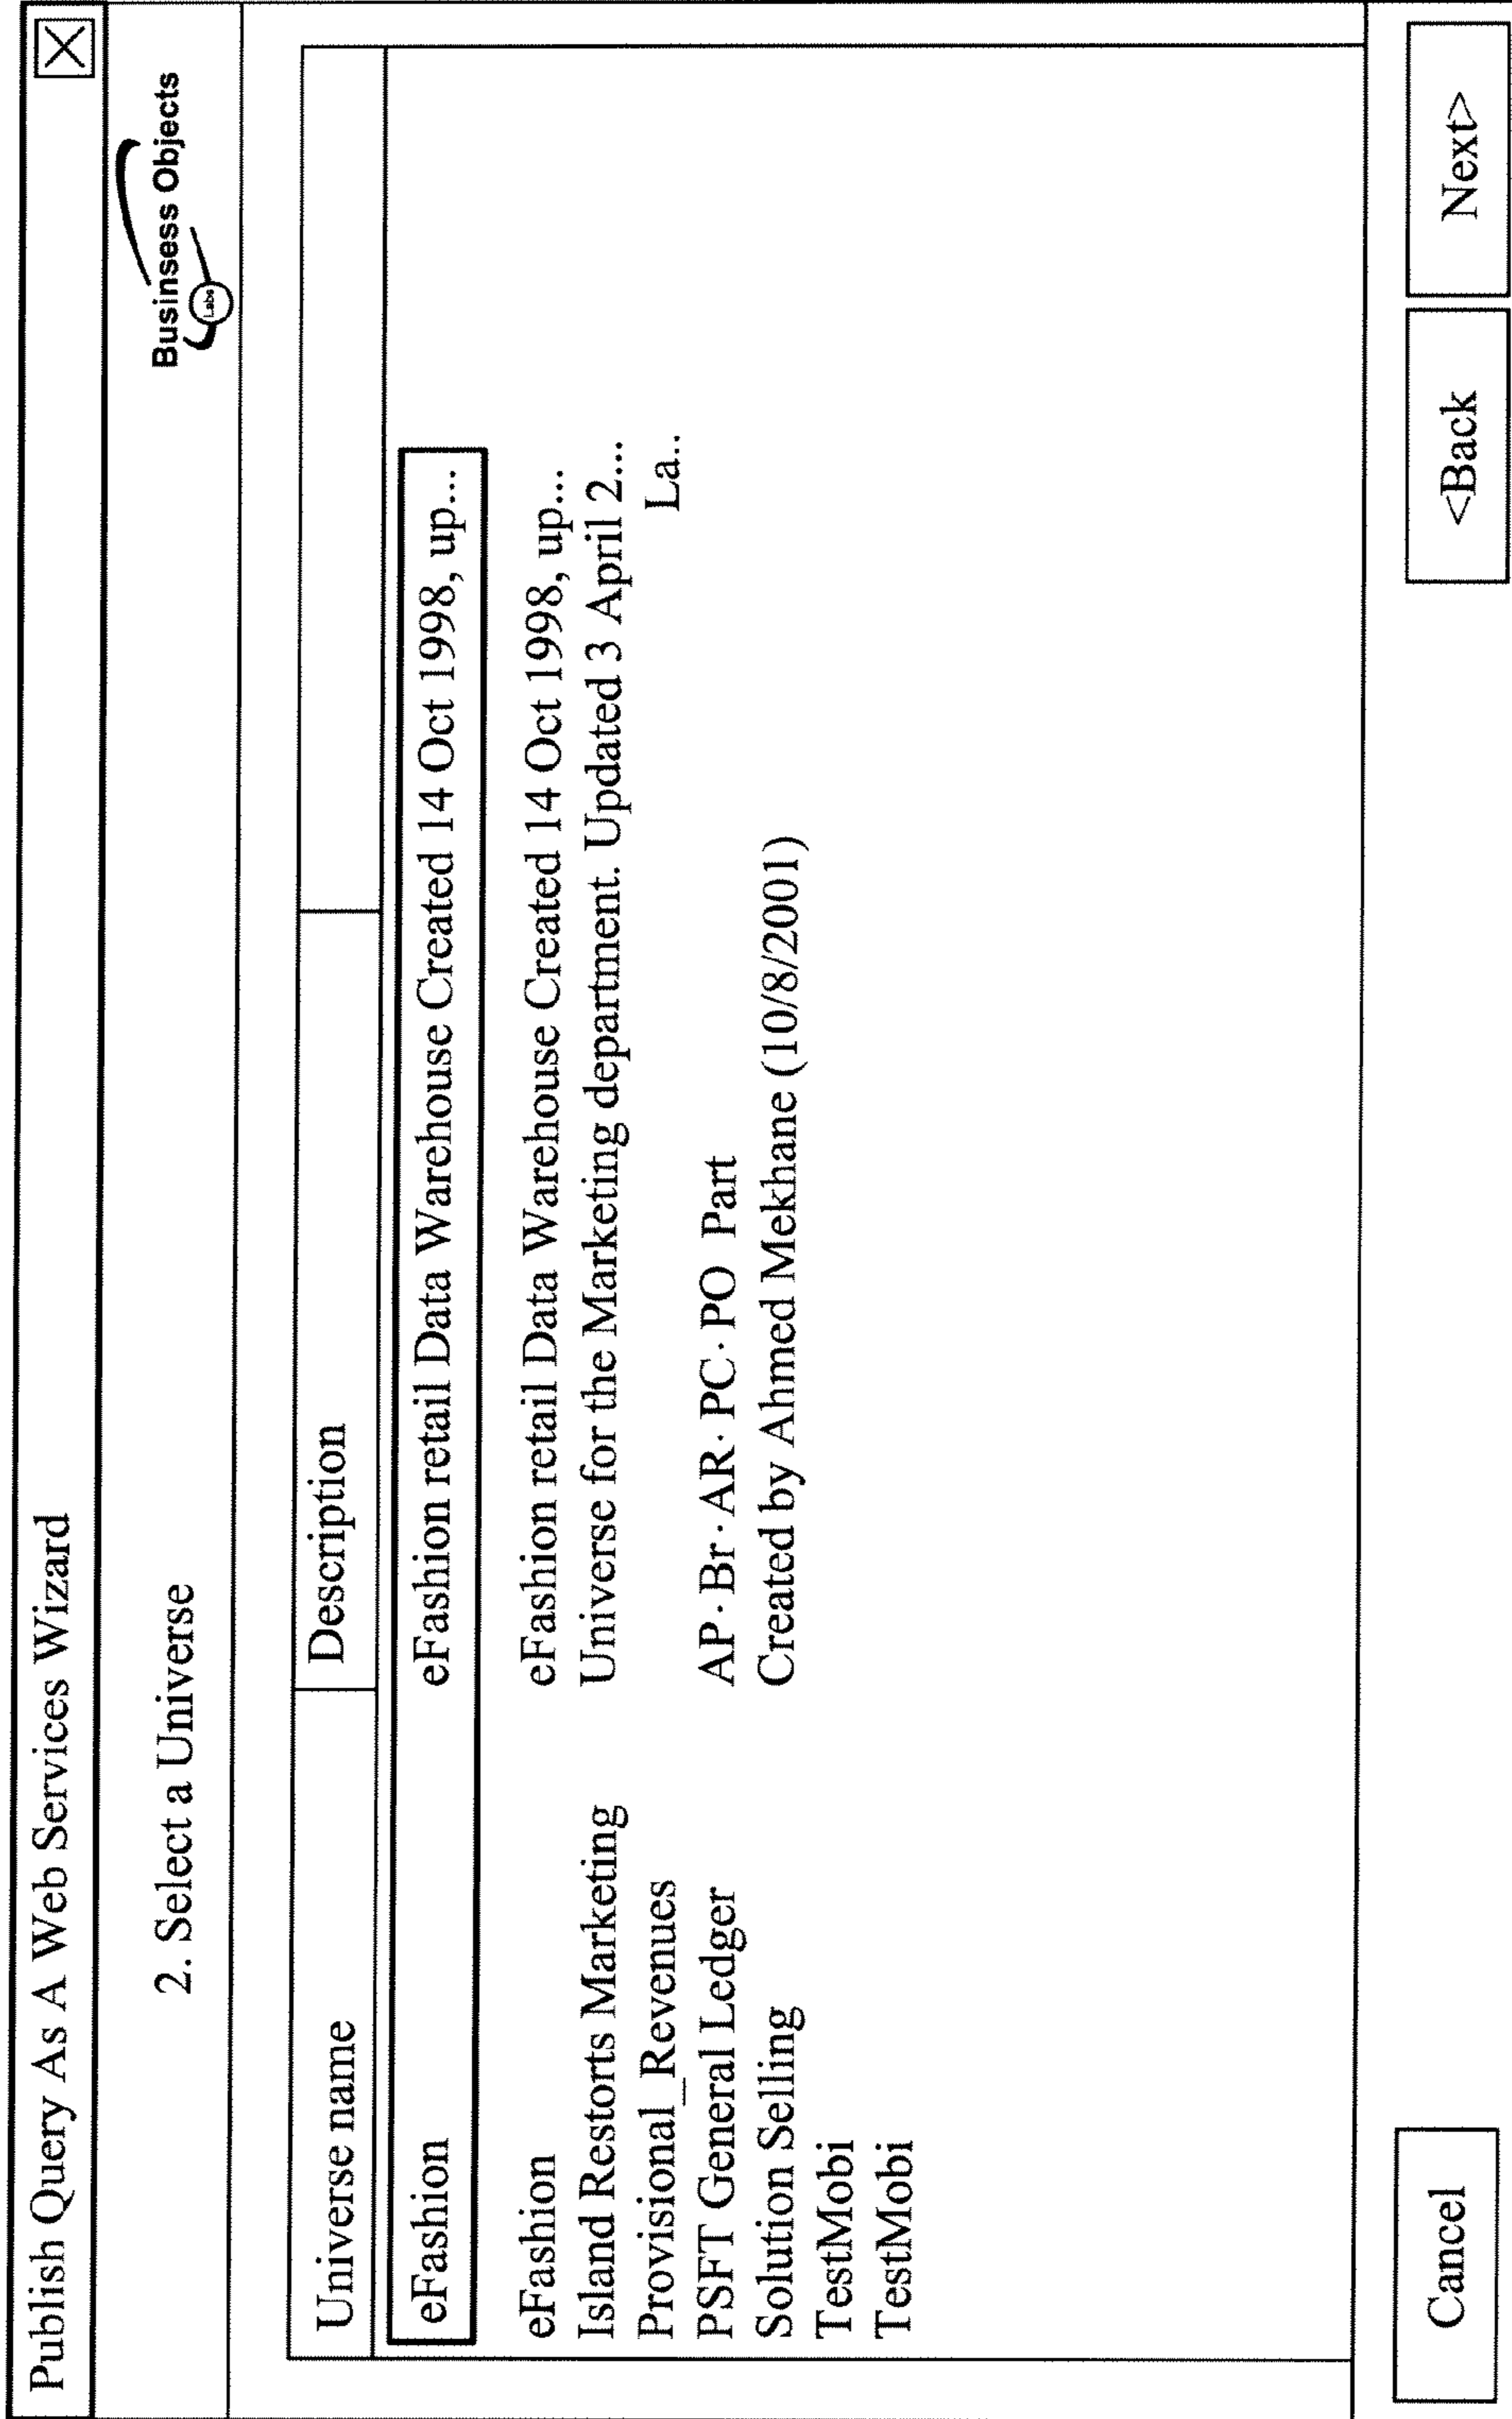 Publish Query As A Web Services Wizard
2. Select a Universe
Businsess Objects
Labs
Universe name Description
eFashion eFashion retail Data Warehouse Created 14 Oct 1998, up...
eFashion eFashion retail Data Warehouse Created 14 Oct 1998, up...
Island Restorts Marketing Universe for the Marketing department. Updated 3 April 2...
Provisional_Revenues La..
PSFT General Ledger AP· Br· AR· PC· PO Part
Solution Selling Created by Ahmed Mekhane (10/8/2001)
TestMobi
TestMobi
Cancel <Back Next>